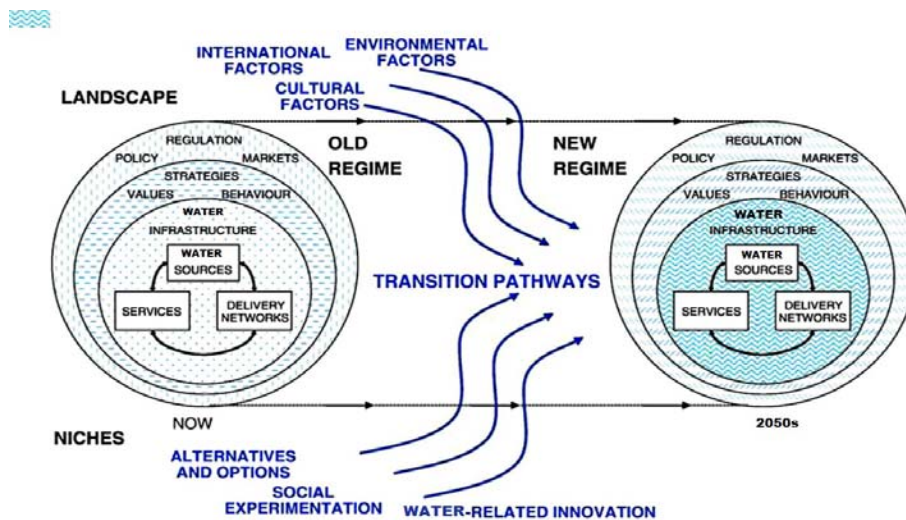 INTERNATIONAL
FACTORS
ENVIRONMENTAL
FACTORS
CULTURAL
FACTORS
LANDSCAPE
OLD
REGIME
NEW
REGIME
REGULATION
POLICY MARKETS
STRATEGIES
VALUES BEHAVIOUR
WATER
INFRASTRUCTURE
WATER
SOURCES
SERVICES
DELIVERY
NETWORKS
TRANSITION PATHWAYS
REGULATION
POLICY MARKETS
STRATEGIES
VALUES BEHAVIOUR
WATER
INFRASTRUCTURE
WATER
SOURCES
SERVICES
DELIVERY
NETWORKS
NOW
2050s
NICHES
ALTERNATIVES
AND OPTIONS
SOCIAL
EXPERIMENTATION
WATER-RELATED INNOVATION